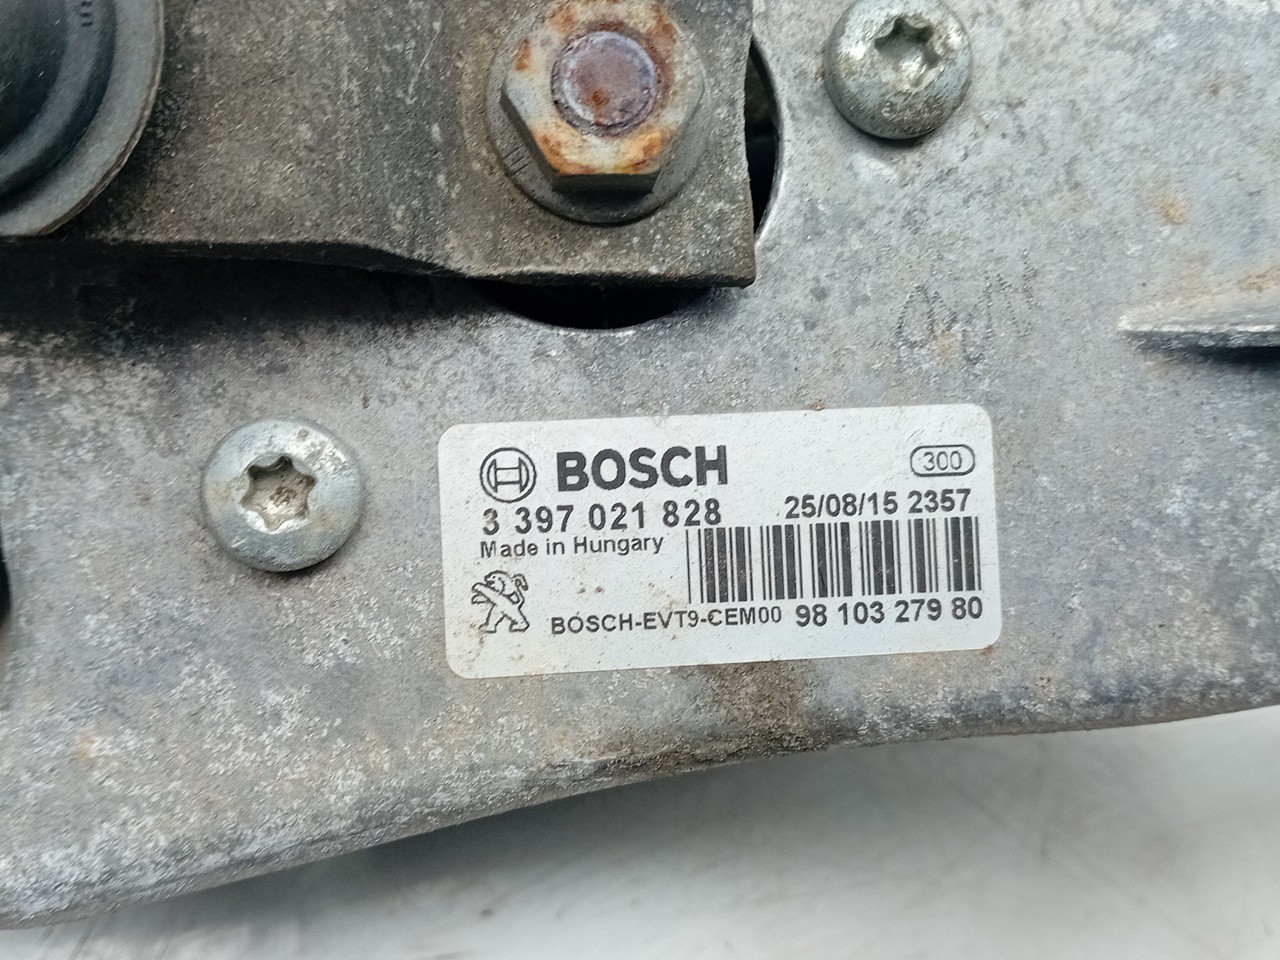 BOSCH 300
3 397 021 828 25/08/15 2357
Made in Hungary
BOSCH-EVT9-CEM00 98 103 279 80